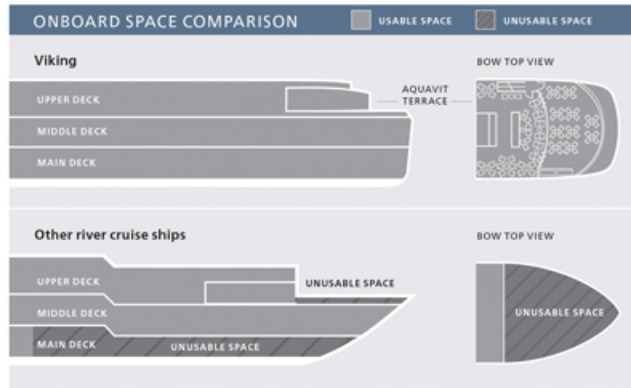 ONBOARD SPACE COMPARISON
USABLE SPACE
UNUSABLE SPACE
Viking
BOW TOP VIEW
UPPER DECK
AQUAVIT
TERRACE
MIDDLE DECK
MAIN DECK
Other river cruise ships
BOW TOP VIEW
UPPER DECK
UNUSABLE SPACE
MIDDLE DECK
UNUSABLE SPACE
MAIN DECK
UNUSABLE SPACE